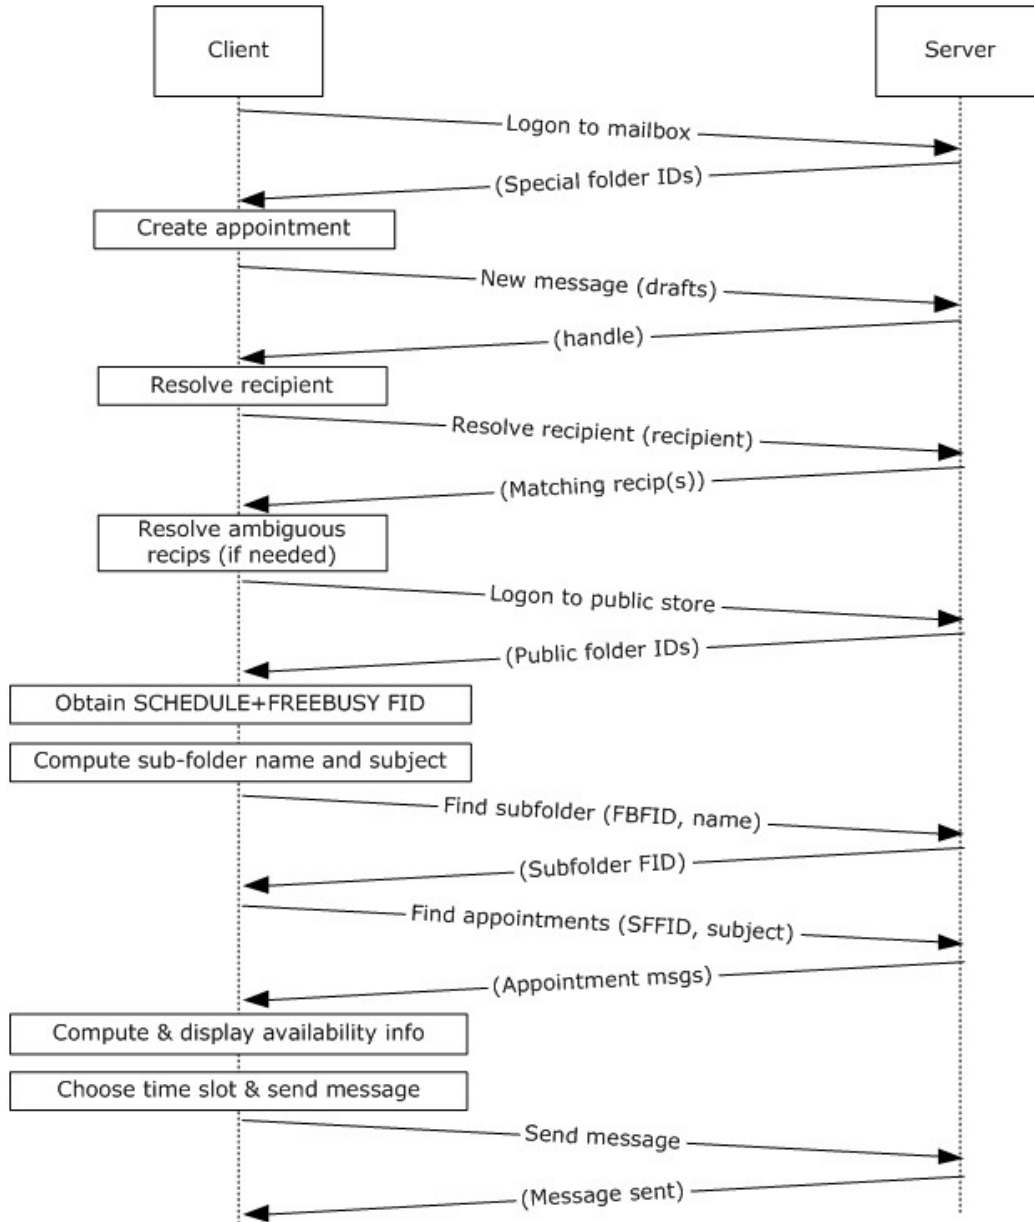 Client
Server
Logon to mailbox
(Special folder IDs)
Create appointment
New message (drafts)
(handle)
Resolve recipient
Resolve recipient (recipient)
(Matching recip(s))
Resolve ambiguous
recips (if needed)
Logon to public store
(Public folder IDs)
Obtain SCHEDULE+FREEBUSY FID
Compute sub-folder name and subject
Find subfolder (FBFID, name)
(Subfolder FID)
Find appointments (SFFID, subject)
(Appointment msgs)
Compute & display availability info
Choose time slot & send message
Send message
(Message sent)